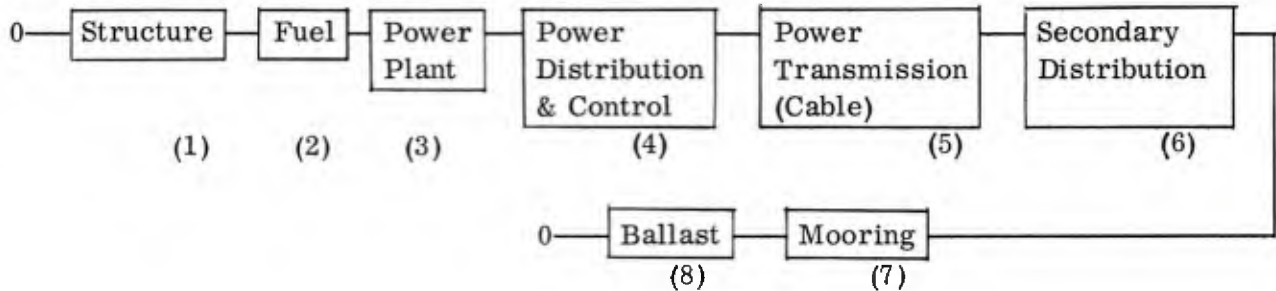 0
Structure
Fuel
Power
Plant
Power
Distribution
& Control
Power
Transmission
(Cable)
Secondary
Distribution
(1)
(2)
(3)
(4)
(5)
(6)
0
Ballast
Mooring
(8)
(7)